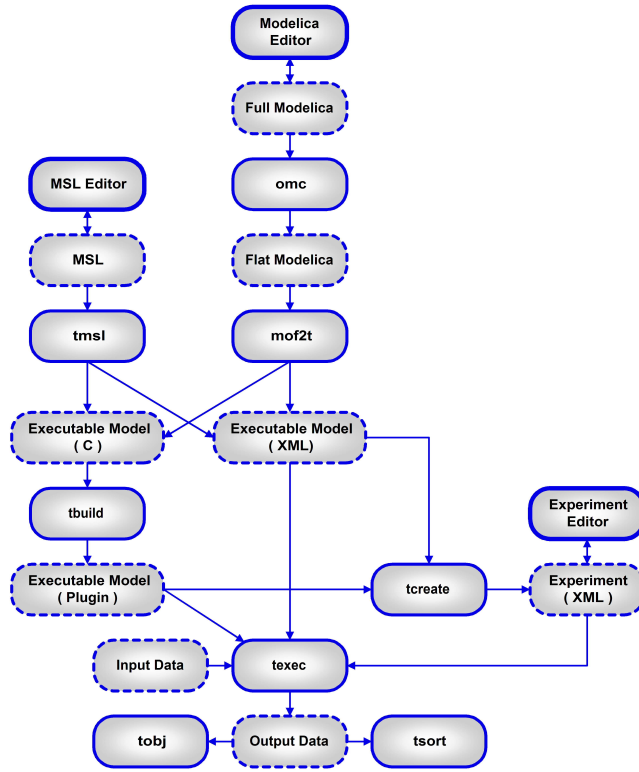 Modelica
Editor
Full Modelica
MSL Editor
omc
MSL
Flat Modelica
tmsl
mof2t
Executable Model
( C )
Executable Model
( XML)
tbuild
Experiment
Editor
Executable Model
( Plugin )
tcreate
Experiment
( XML )
Input Data
texec
tobj
Output Data
tsort